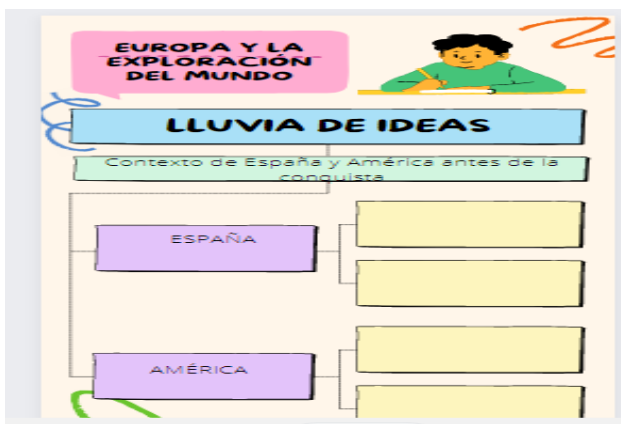 EUROPA Y LA
EXPLORACIÓN
DEL MUNDO
LLUVIA DE IDEAS
Contexto de España y América antes de la
conquista
ESPAÑA
AMÉRICA